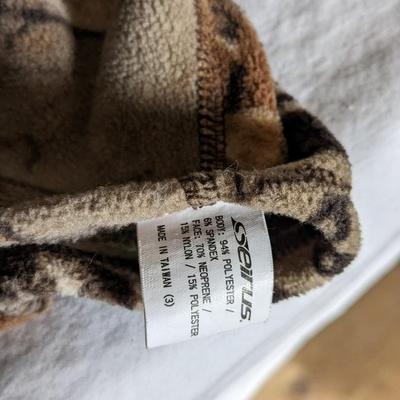 seirus.
BODY: 94% POLYESTER /
6% SPANDEX
FACE: 70% NEOPRENE /
15% NYLON / 15% POLYESTER
MADE IN TAIWAN (3)